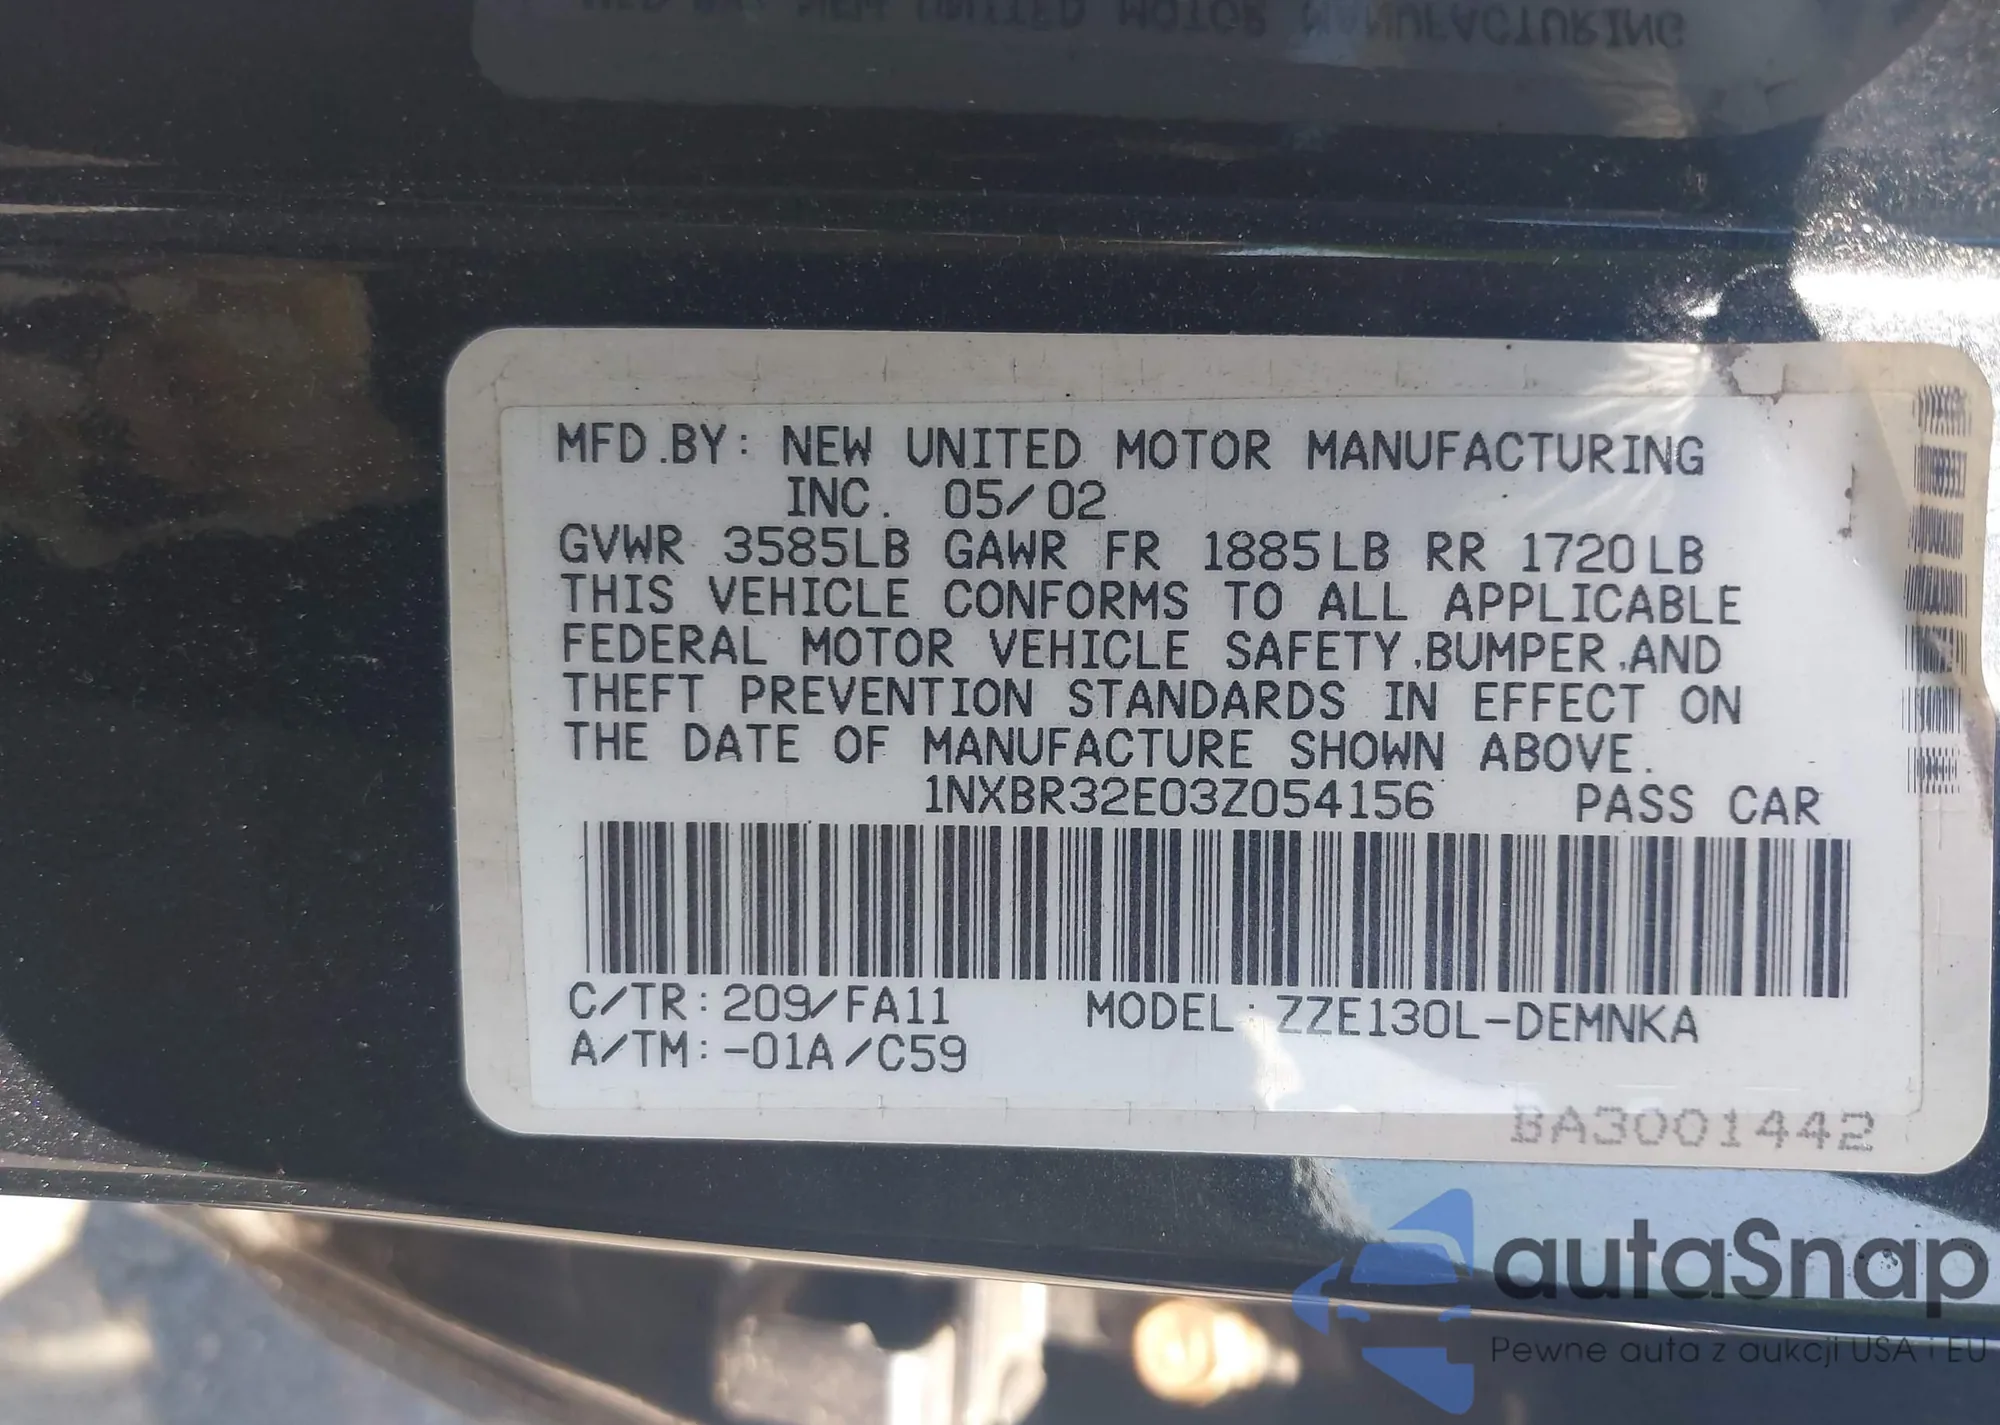 MFD.BY: NEW UNITED MOTOR MANUFACTURING
INC. 05/02
GVWR 3585LB GAWR FR 1885LB RR 1720LB
THIS VEHICLE CONFORMS TO ALL APPLICABLE
FEDERAL MOTOR VEHICLE SAFETY,BUMPER,AND
THEFT PREVENTION STANDARDS IN EFFECT ON
THE DATE OF MANUFACTURE SHOWN ABOVE.
1NXBR32E03Z054156 PASS CAR
C/TR:209/FA11 MODEL:ZZE130L-DEMNKA
A/TM:-01A/C59
BA3001442
autaSnap
Pewne auta z aukcji USA i EU